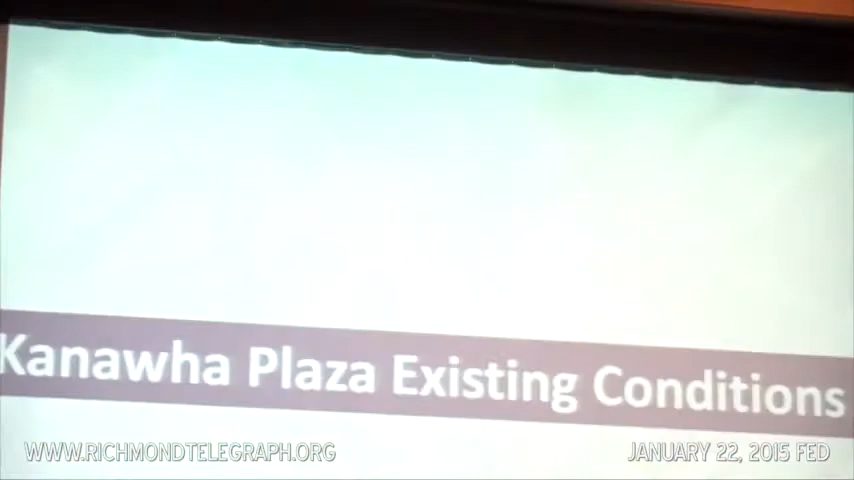 Kanawha Plaza Existing Conditions
WWW.RICHMONDTELEGRAPH.ORG
JANUARY 22, 2015 FED